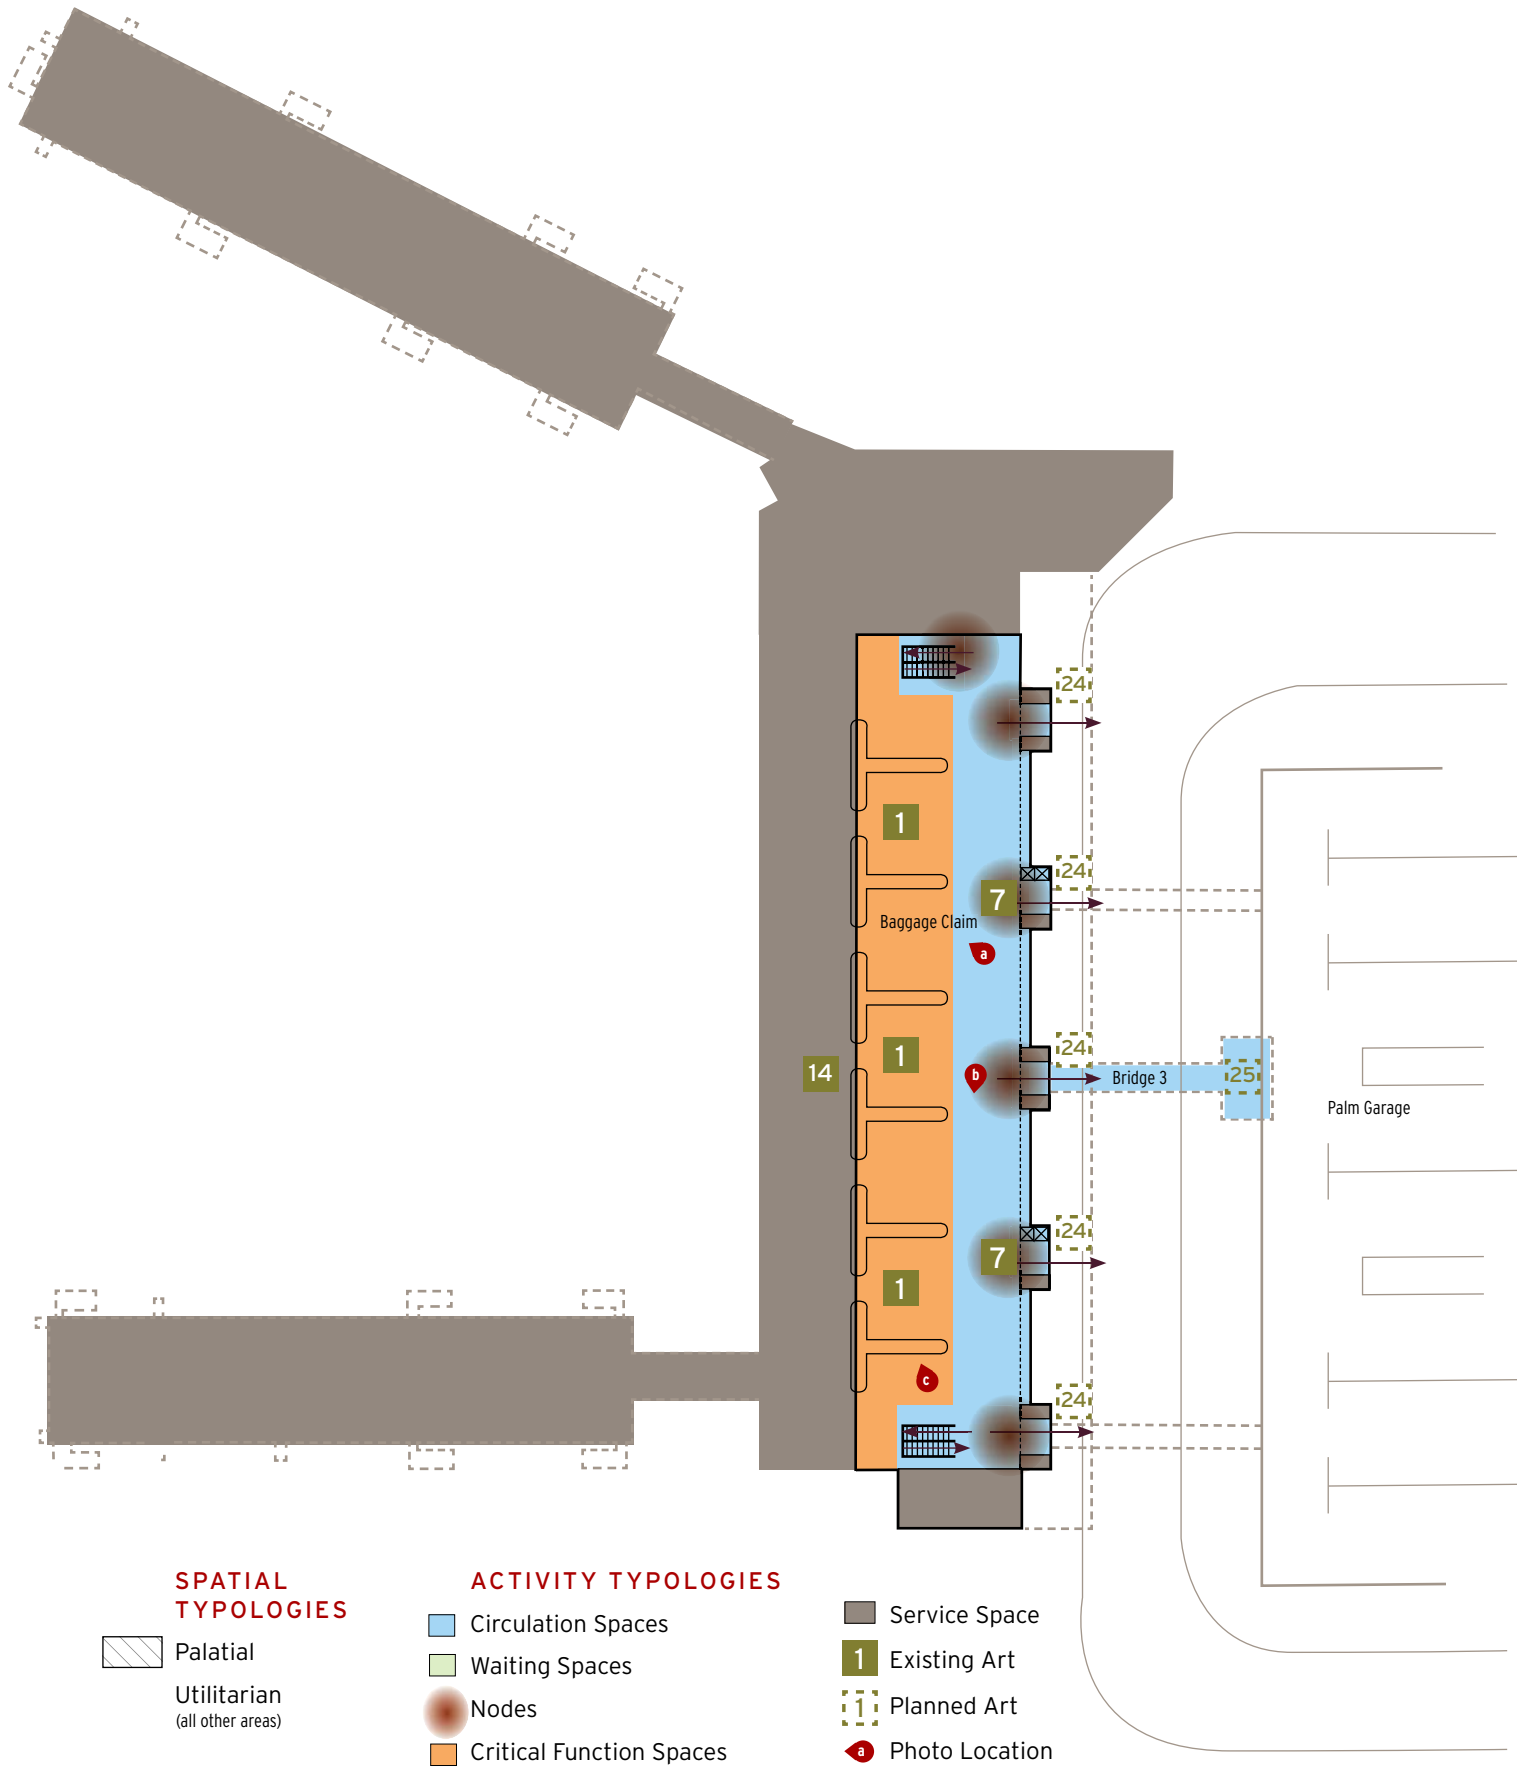 24
1
24
7
Baggage Claim
a
24
1
14
b
Bridge 3
25
Palm Garage
24
7
1
c
24
SPATIAL
TYPOLOGIES
Palatial
Utilitarian
(all other areas)
ACTIVITY TYPOLOGIES
Circulation Spaces
Waiting Spaces
Nodes
Critical Function Spaces
Service Space
1 Existing Art
1 Planned Art
a Photo Location